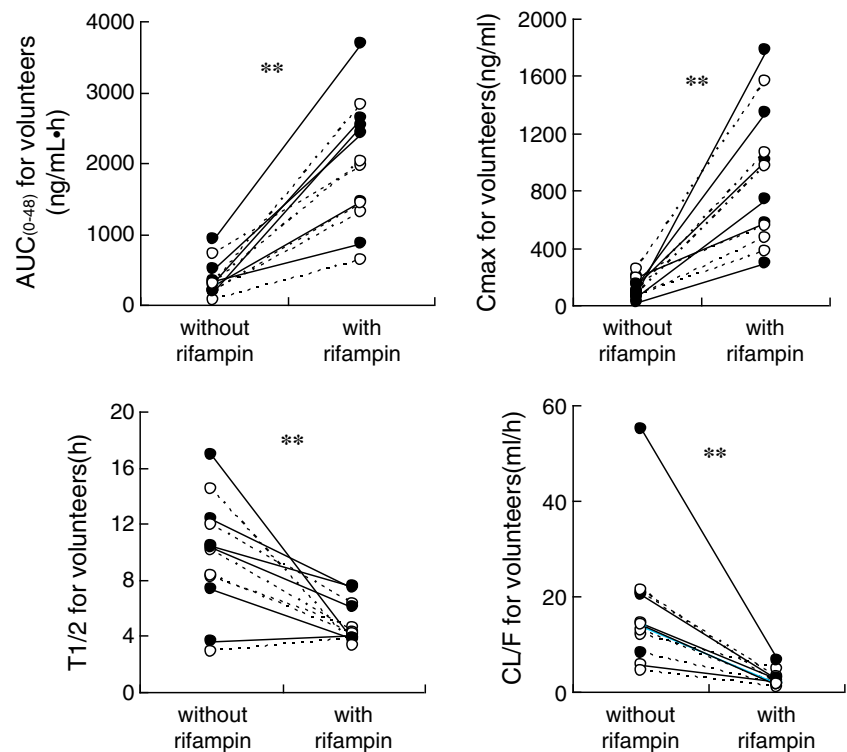 AUC(0-48) for volunteers
(ng/mL•h)
4000
3000
2000
1000
0
**
without
rifampin
with
rifampin
Cmax for volunteers(ng/ml)
2000
1600
1200
800
400
0
**
without
rifampin
with
rifampin
T1/2 for volunteers(h)
20
16
12
8
4
0
**
without
rifampin
with
rifampin
CL/F for volunteers(ml/h)
60
40
20
0
**
without
rifampin
with
rifampin